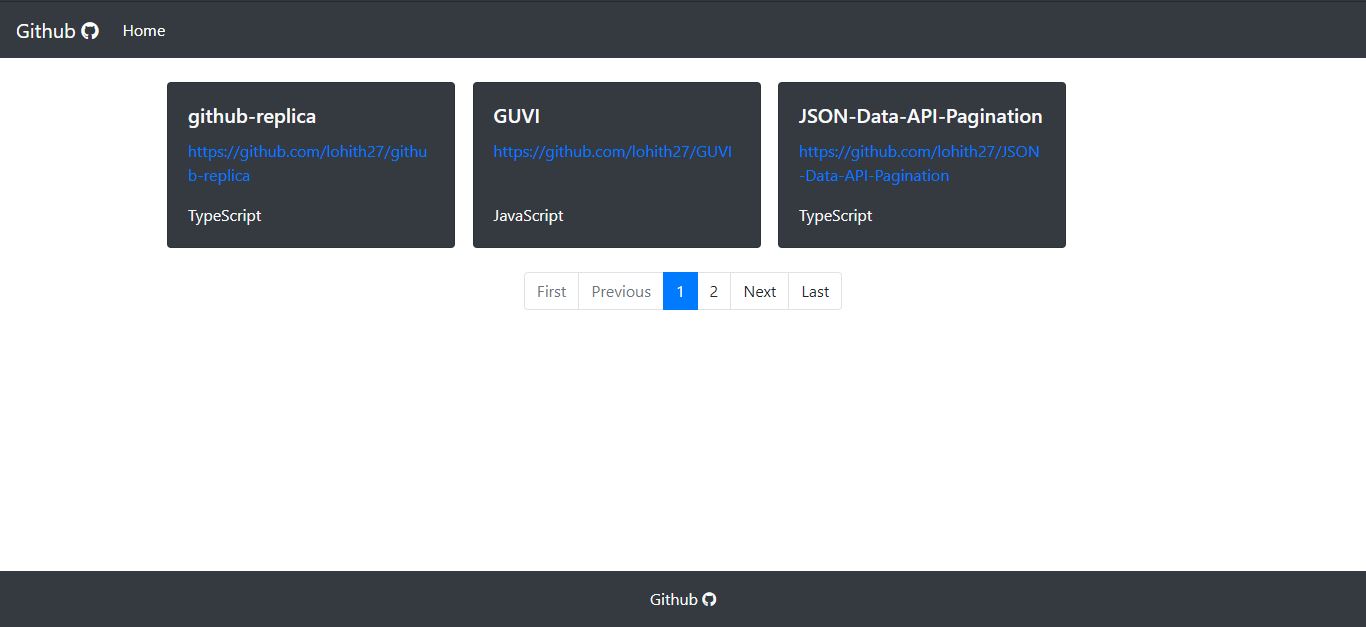 Github Home
github-replica
https://github.com/lohith27/githu
b-replica
TypeScript
GUVI
https://github.com/lohith27/GUVI
JavaScript
JSON-Data-API-Pagination
https://github.com/lohith27/JSON
-Data-API-Pagination
TypeScript
First Previous 1 2 Next Last
Github